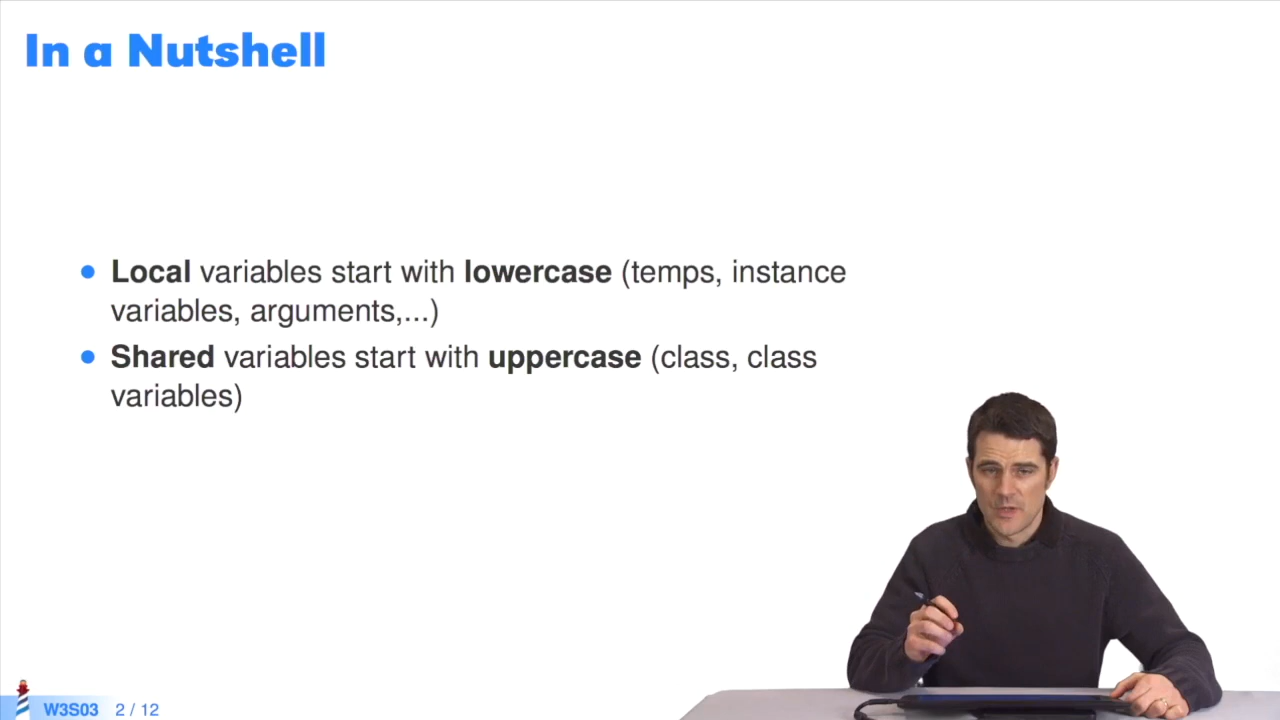 In a Nutshell
Local variables start with lowercase (temps, instance
variables, arguments,...)
Shared variables start with uppercase (class, class
variables)
W3S03 2 / 12